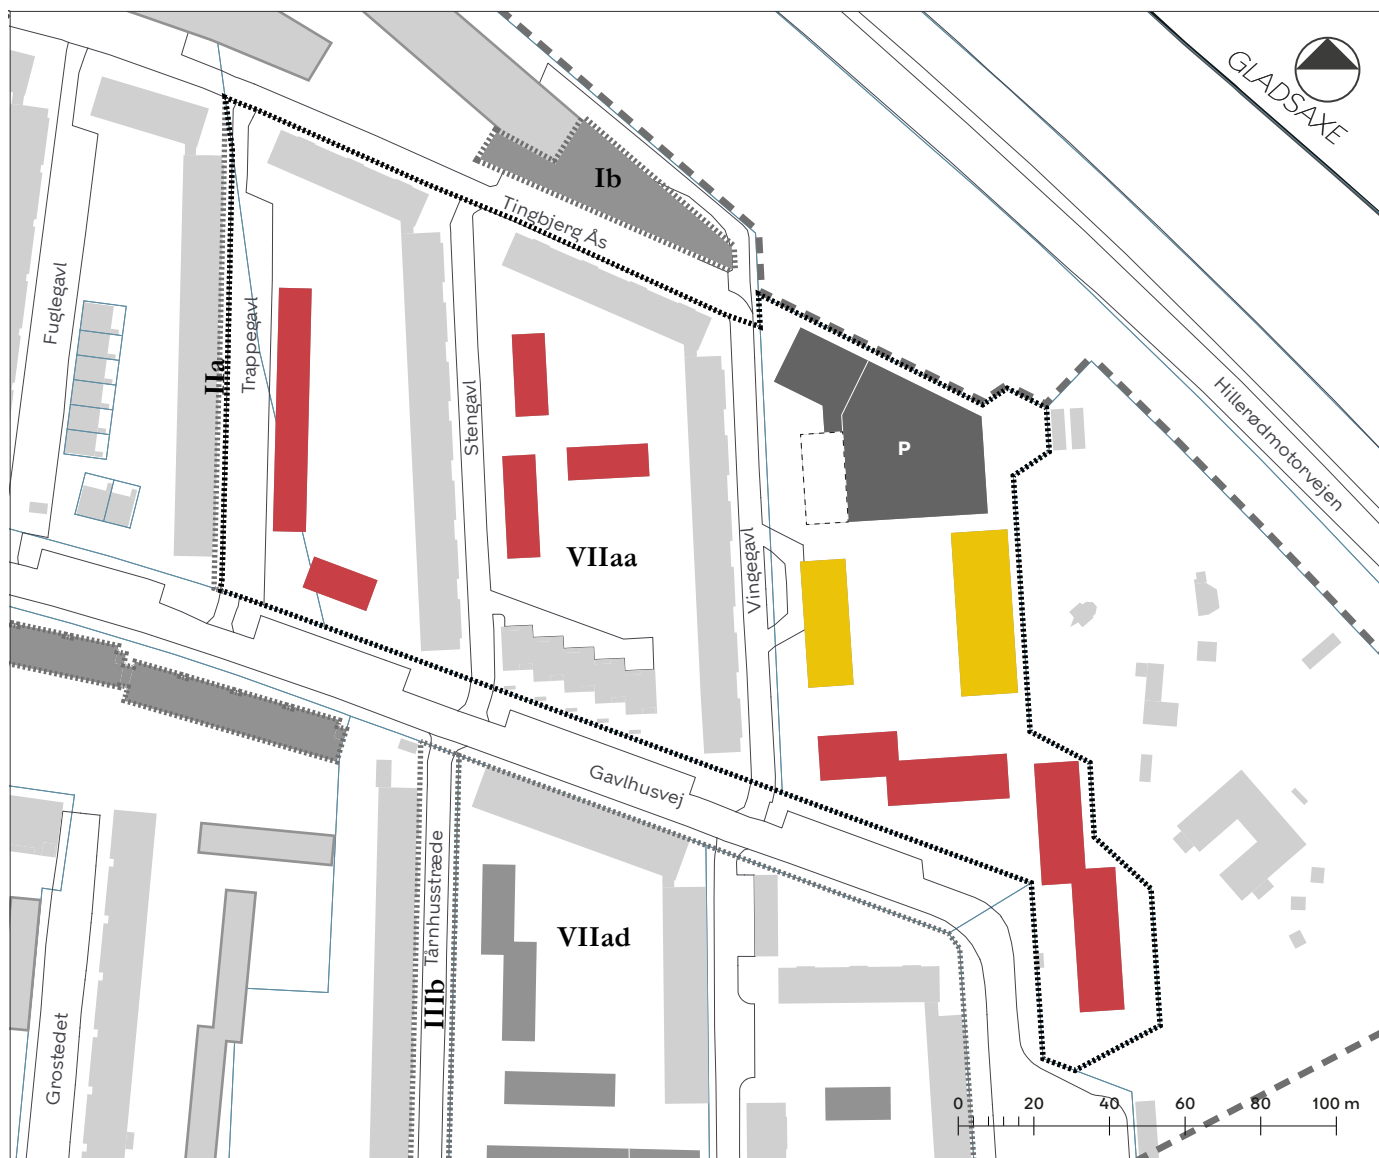 GLADSAXE
Ib
Tingbjerg Ås
Fuglegavl
IIa
Trappegavl
Stengavl
Hillerødmotorvejen
P
VIIaa
Vingegavl
Gavlhusvej
Tårnhusstræde
VIIad
IIIb
Grostedet
0 20 40 60 80 100 m